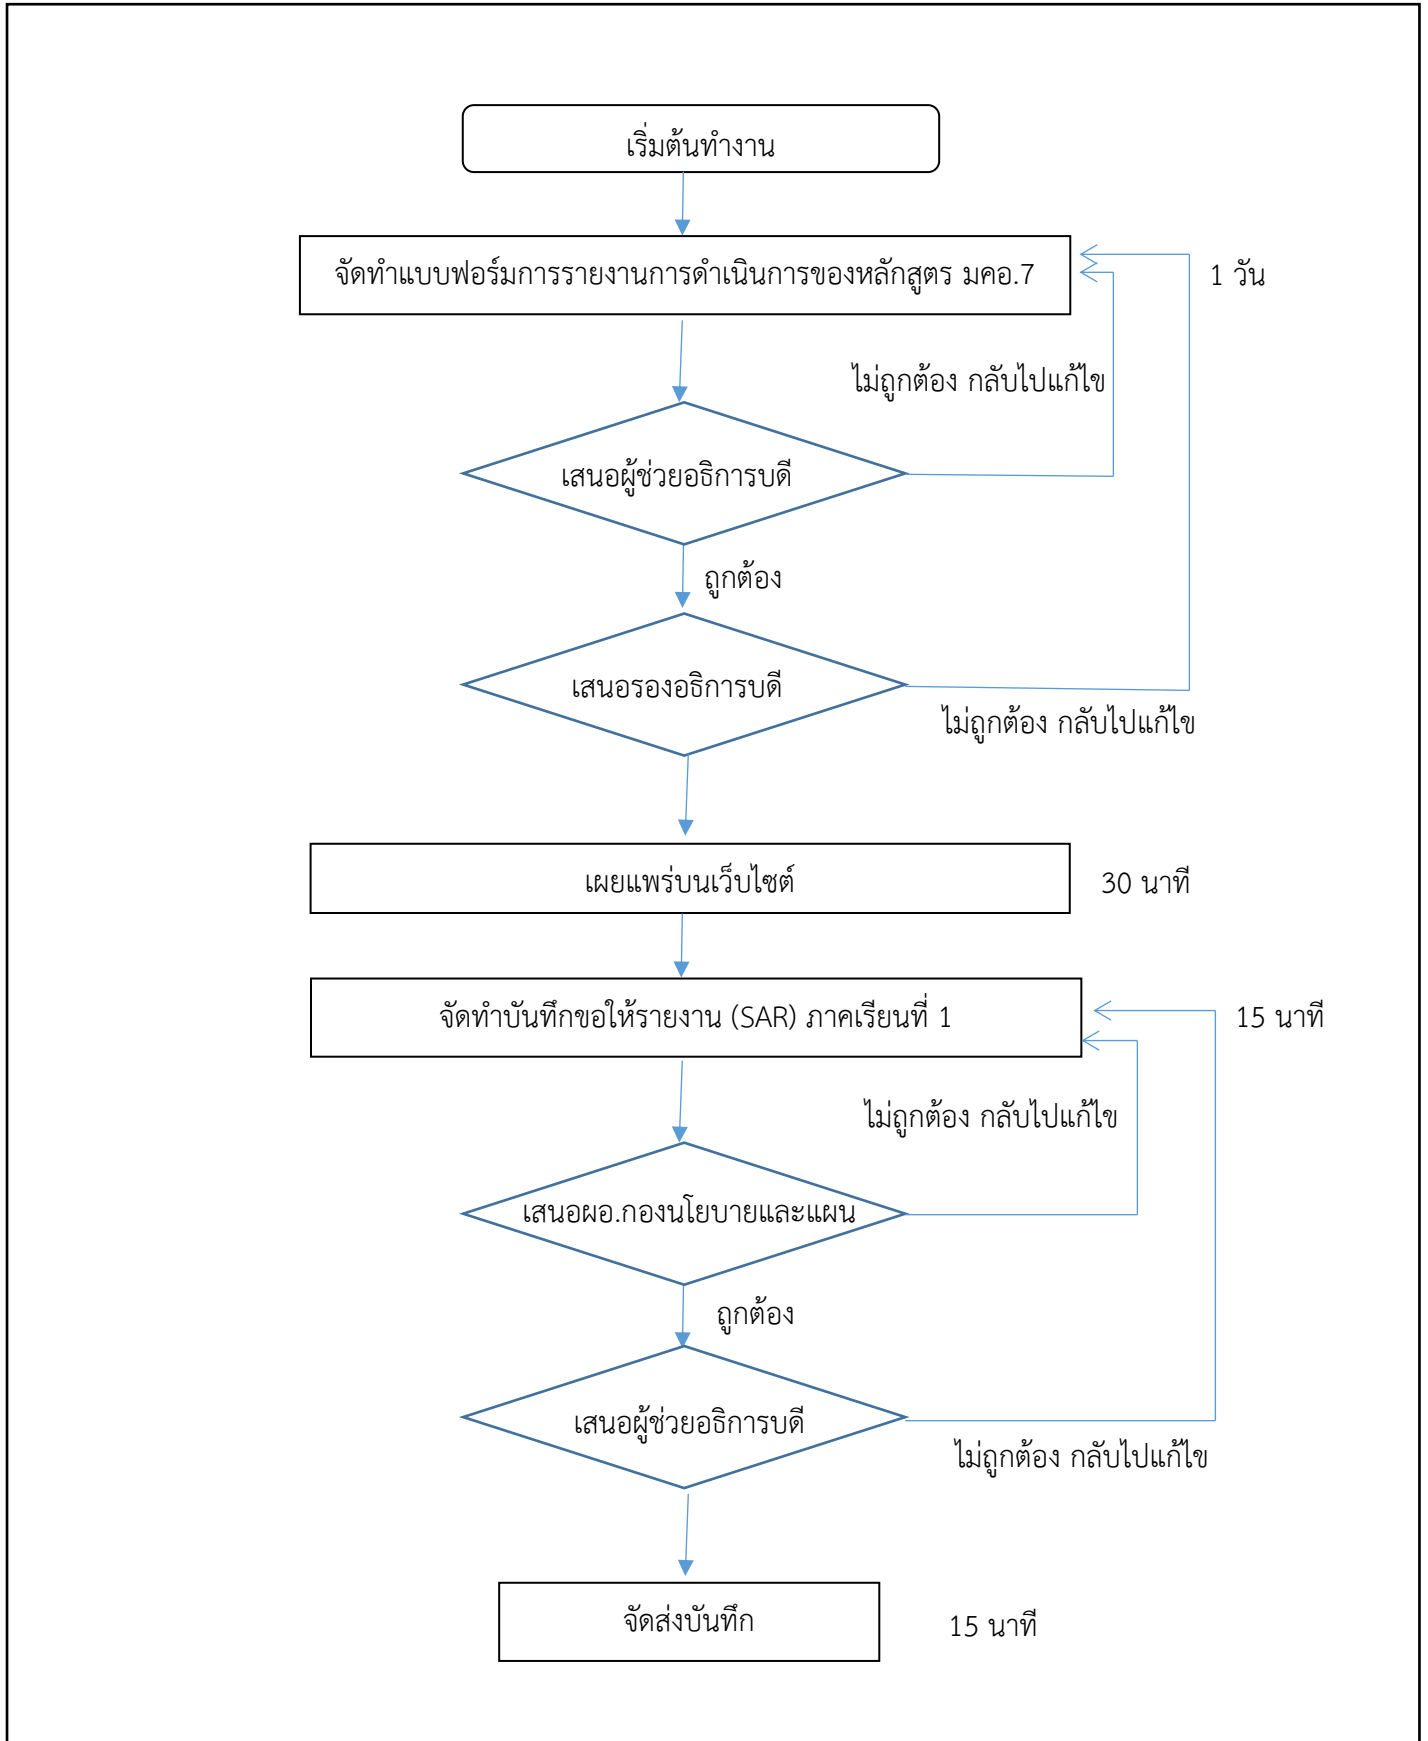 เริ่มต้นทำงาน
จัดทำแบบฟอร์มการรายงานการดำเนินการของหลักสูตร มคอ.7
1 วัน
ไม่ถูกต้อง กลับไปแก้ไข
เสนอผู้ช่วยอธิการบดี
ถูกต้อง
เสนอรองอธิการบดี
ไม่ถูกต้อง กลับไปแก้ไข
เผยแพร่บนเว็บไซต์
30 นาที
จัดทำบันทึกขอให้รายงาน (SAR) ภาคเรียนที่ 1
15 นาที
ไม่ถูกต้อง กลับไปแก้ไข
เสนอผอ.กองนโยบายและแผน
ถูกต้อง
เสนอผู้ช่วยอธิการบดี
ไม่ถูกต้อง กลับไปแก้ไข
จัดส่งบันทึก
15 นาที